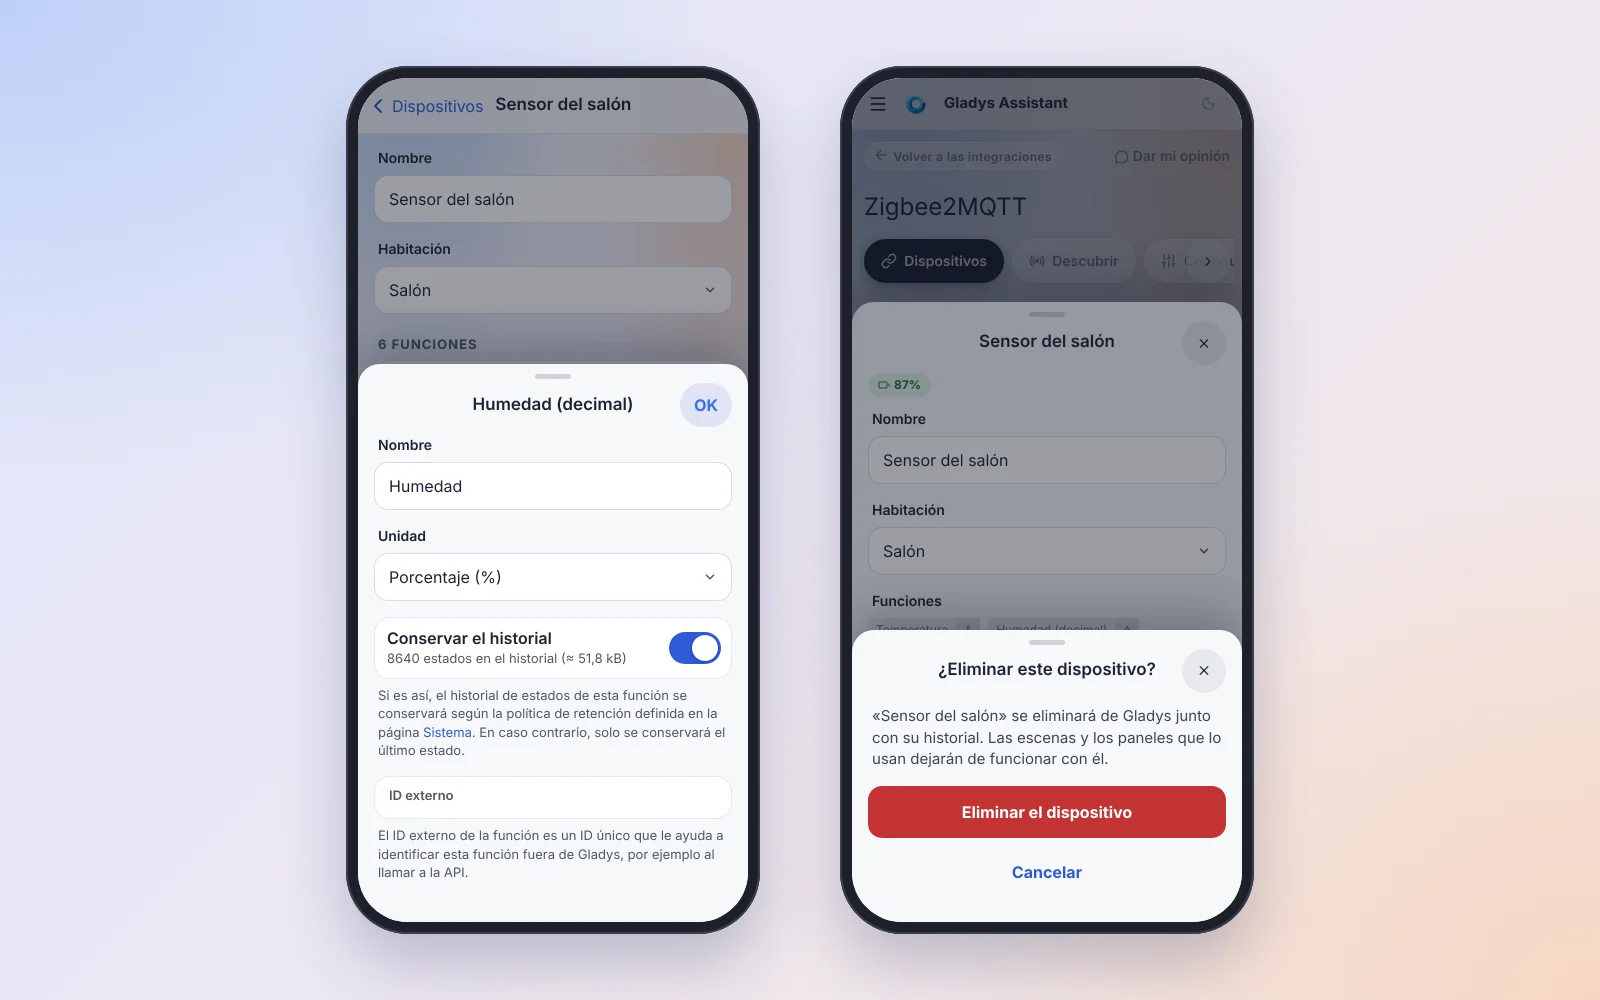 Dispositivos
Sensor del salón
Nombre
Sensor del salón
Habitación
Salón
6 FUNCIONES
Humedad (decimal)
OK
Nombre
Humedad
Unidad
Porcentaje (%)
Conservar el historial
8640 estados en el historial (≈ 51,8 kB)
Si es así, el historial de estados de esta función se
conservará según la política de retención definida en la
página Sistema. En caso contrario, solo se conservará el
último estado.
ID externo
El ID externo de la función es un ID único que le ayuda a
identificar esta función fuera de Gladys, por ejemplo al
llamar a la API.
Gladys Assistant
Volver a las integraciones
Dar mi opinión
Zigbee2MQTT
Dispositivos
Descubrir
Sensor del salón
87%
Nombre
Sensor del salón
Habitación
Salón
Funciones
Temperatura
Humedad (decimal)
¿Eliminar este dispositivo?
«Sensor del salón» se eliminará de Gladys junto
con su historial. Las escenas y los paneles que lo
usan dejarán de funcionar con él.
Eliminar el dispositivo
Cancelar